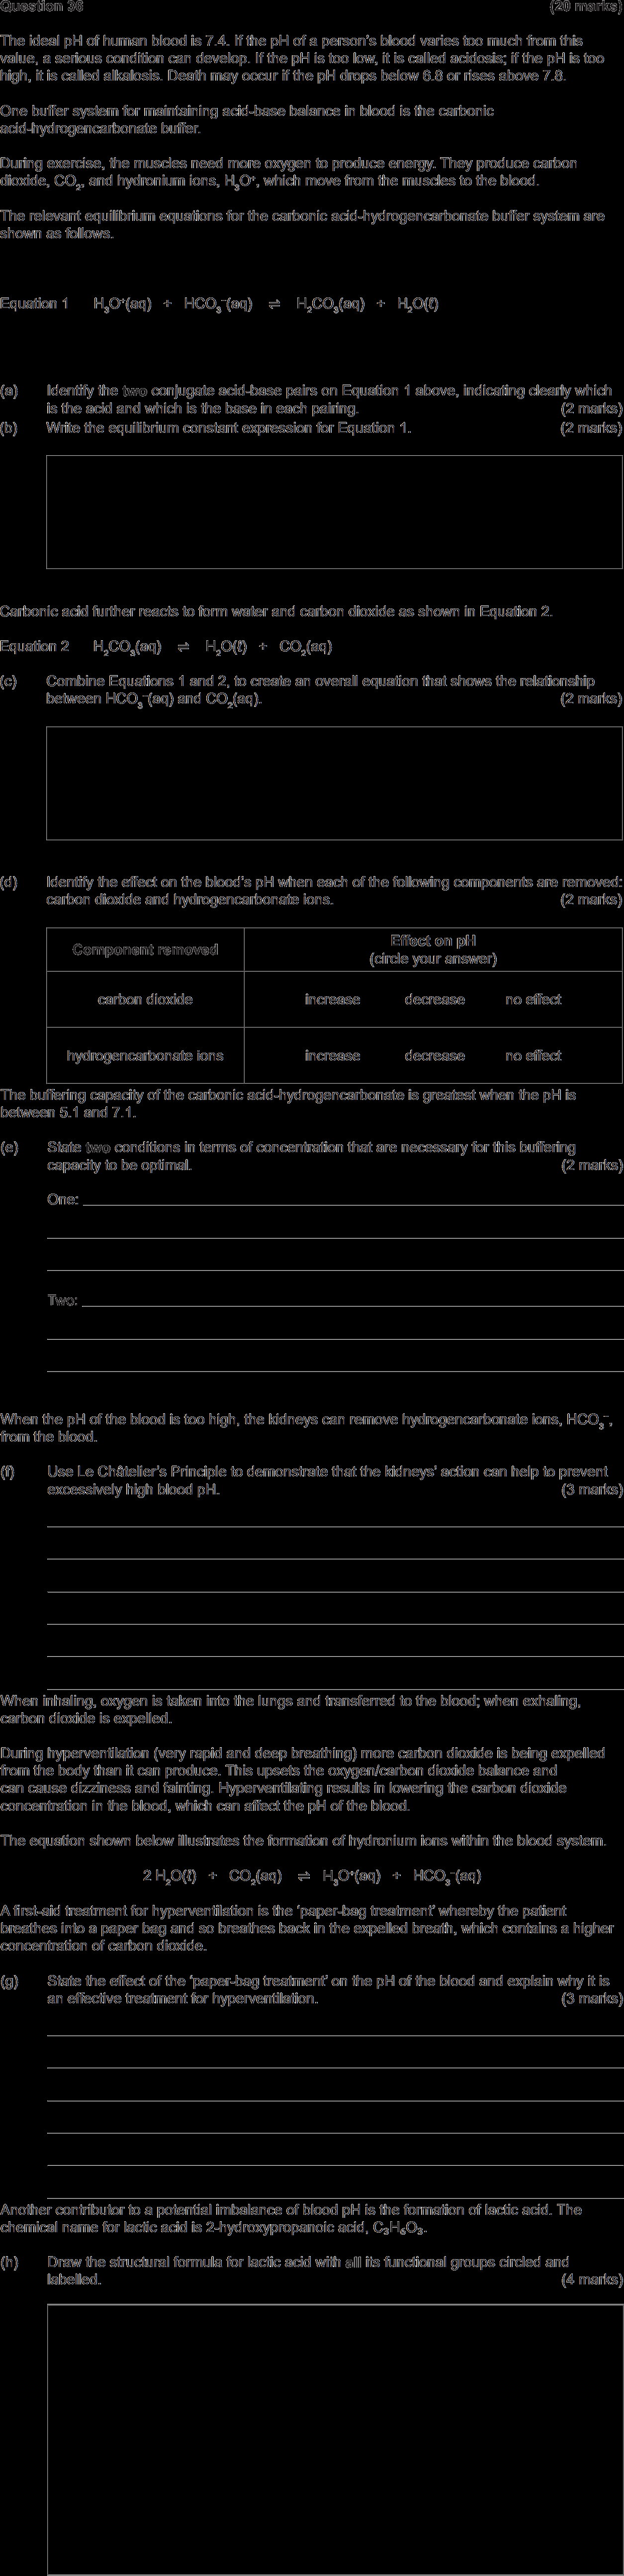 Question 36 (20 marks)
The ideal pH of human blood is 7.4. If the pH of a person's blood varies too much from this
value, a serious condition can develop. If the pH is too low, it is called acidosis; if the pH is too
high, it is called alkalosis. Death may occur if the pH drops below 6.8 or rises above 7.8.
One buffer system for maintaining acid-base balance in blood is the carbonic
acid-hydrogencarbonate buffer.
During exercise, the muscles need more oxygen to produce energy. They produce carbon
dioxide, CO₂, and hydronium ions, H₃O⁺, which move from the muscles to the blood.
The relevant equilibrium equations for the carbonic acid-hydrogencarbonate buffer system are
shown as follows.
Equation 1 H₃O⁺(aq) + HCO₃⁻(aq) ⇌ H₂CO₃(aq) + H₂O(ℓ)
(a) Identify the two conjugate acid-base pairs on Equation 1 above, indicating clearly which
is the acid and which is the base in each pairing. (2 marks)
(b) Write the equilibrium constant expression for Equation 1. (2 marks)
Carbonic acid further reacts to form water and carbon dioxide as shown in Equation 2.
Equation 2 H₂CO₃(aq) ⇌ H₂O(ℓ) + CO₂(aq)
(c) Combine Equations 1 and 2, to create an overall equation that shows the relationship
between HCO₃⁻(aq) and CO₂(aq). (2 marks)
(d) Identify the effect on the blood's pH when each of the following components are removed:
carbon dioxide and hydrogencarbonate ions. (2 marks)
Component removed Effect on pH
(circle your answer)
carbon dioxide increase decrease no effect
hydrogencarbonate ions increase decrease no effect
The buffering capacity of the carbonic acid-hydrogencarbonate is greatest when the pH is
between 5.1 and 7.1.
(e) State two conditions in terms of concentration that are necessary for this buffering
capacity to be optimal. (2 marks)
One:
Two:
When the pH of the blood is too high, the kidneys can remove hydrogencarbonate ions, HCO₃⁻,
from the blood.
(f) Use Le Châtelier's Principle to demonstrate that the kidneys' action can help to prevent
excessively high blood pH. (3 marks)
When inhaling, oxygen is taken into the lungs and transferred to the blood; when exhaling,
carbon dioxide is expelled.
During hyperventilation (very rapid and deep breathing) more carbon dioxide is being expelled
from the body than it can produce. This upsets the oxygen/carbon dioxide balance and
can cause dizziness and fainting. Hyperventilating results in lowering the carbon dioxide
concentration in the blood, which can affect the pH of the blood.
The equation shown below illustrates the formation of hydronium ions within the blood system.
2 H₂O(ℓ) + CO₂(aq) ⇌ H₃O⁺(aq) + HCO₃⁻(aq)
A first-aid treatment for hyperventilation is the 'paper-bag treatment' whereby the patient
breathes into a paper bag and so breathes back in the expelled breath, which contains a higher
concentration of carbon dioxide.
(g) State the effect of the 'paper-bag treatment' on the pH of the blood and explain why it is
an effective treatment for hyperventilation. (3 marks)
Another contributor to a potential imbalance of blood pH is the formation of lactic acid. The
chemical name for lactic acid is 2-hydroxypropanoic acid, C₃H₆O₃.
(h) Draw the structural formula for lactic acid with all its functional groups circled and
labelled. (4 marks)